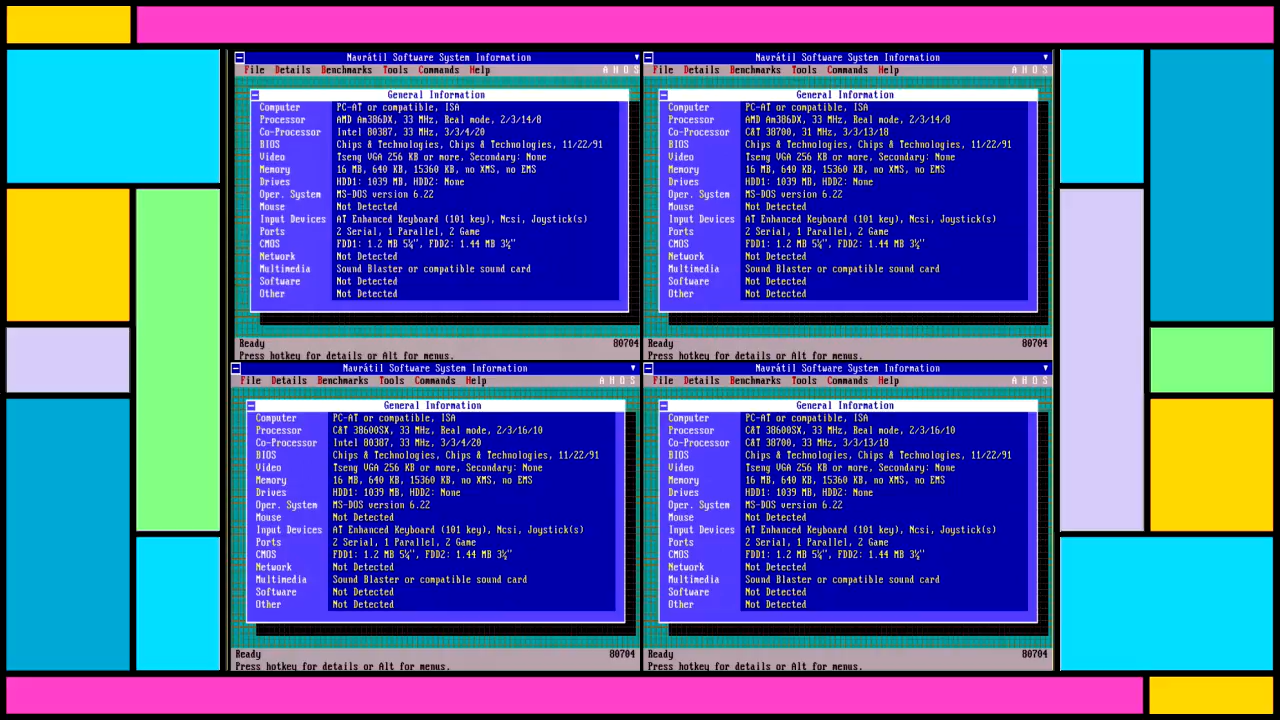 Navrátil Software System Information
File Details Benchmarks Tools Commands Help
A H O S
General Information
Computer PC-AT or compatible, ISA
Processor AMD Am386DX, 33 MHz, Real mode, 2/3/14/8
Co-Processor Intel 80387, 33 MHz, 3/3/4/20
BIOS Chips & Technologies, Chips & Technologies, 11/22/91
Video Tseng VGA 256 KB or more, Secondary: None
Memory 16 MB, 640 KB, 15360 KB, no XMS, no EMS
Drives HDD1: 1039 MB, HDD2: None
Oper. System MS-DOS version 6.22
Mouse Not Detected
Input Devices AT Enhanced Keyboard (101 key), Ncsi, Joystick(s)
Ports 2 Serial, 1 Parallel, 2 Game
CMOS FDD1: 1.2 MB 5¼", FDD2: 1.44 MB 3½"
Network Not Detected
Multimedia Sound Blaster or compatible sound card
Software Not Detected
Other Not Detected
Ready 80704
Press hotkey for details or Alt for menus.
Navrátil Software System Information
File Details Benchmarks Tools Commands Help
A H O S
General Information
Computer PC-AT or compatible, ISA
Processor AMD Am386DX, 33 MHz, Real mode, 2/3/14/8
Co-Processor C&T 38700, 31 MHz, 3/3/13/18
BIOS Chips & Technologies, Chips & Technologies, 11/22/91
Video Tseng VGA 256 KB or more, Secondary: None
Memory 16 MB, 640 KB, 15360 KB, no XMS, no EMS
Drives HDD1: 1039 MB, HDD2: None
Oper. System MS-DOS version 6.22
Mouse Not Detected
Input Devices AT Enhanced Keyboard (101 key), Ncsi, Joystick(s)
Ports 2 Serial, 1 Parallel, 2 Game
CMOS FDD1: 1.2 MB 5¼", FDD2: 1.44 MB 3½"
Network Not Detected
Multimedia Sound Blaster or compatible sound card
Software Not Detected
Other Not Detected
Ready 80704
Press hotkey for details or Alt for menus.
Navrátil Software System Information
File Details Benchmarks Tools Commands Help
A H O S
General Information
Computer PC-AT or compatible, ISA
Processor C&T 38600SX, 33 MHz, Real mode, 2/3/16/10
Co-Processor Intel 80387, 33 MHz, 3/3/4/20
BIOS Chips & Technologies, Chips & Technologies, 11/22/91
Video Tseng VGA 256 KB or more, Secondary: None
Memory 16 MB, 640 KB, 15360 KB, no XMS, no EMS
Drives HDD1: 1039 MB, HDD2: None
Oper. System MS-DOS version 6.22
Mouse Not Detected
Input Devices AT Enhanced Keyboard (101 key), Ncsi, Joystick(s)
Ports 2 Serial, 1 Parallel, 2 Game
CMOS FDD1: 1.2 MB 5¼", FDD2: 1.44 MB 3½"
Network Not Detected
Multimedia Sound Blaster or compatible sound card
Software Not Detected
Other Not Detected
Ready 80704
Press hotkey for details or Alt for menus.
Navrátil Software System Information
File Details Benchmarks Tools Commands Help
A H O S
General Information
Computer PC-AT or compatible, ISA
Processor C&T 38600SX, 33 MHz, Real mode, 2/3/16/10
Co-Processor C&T 38700, 33 MHz, 3/3/13/18
BIOS Chips & Technologies, Chips & Technologies, 11/22/91
Video Tseng VGA 256 KB or more, Secondary: None
Memory 16 MB, 640 KB, 15360 KB, no XMS, no EMS
Drives HDD1: 1039 MB, HDD2: None
Oper. System MS-DOS version 6.22
Mouse Not Detected
Input Devices AT Enhanced Keyboard (101 key), Ncsi, Joystick(s)
Ports 2 Serial, 1 Parallel, 2 Game
CMOS FDD1: 1.2 MB 5¼", FDD2: 1.44 MB 3½"
Network Not Detected
Multimedia Sound Blaster or compatible sound card
Software Not Detected
Other Not Detected
Ready 80704
Press hotkey for details or Alt for menus.